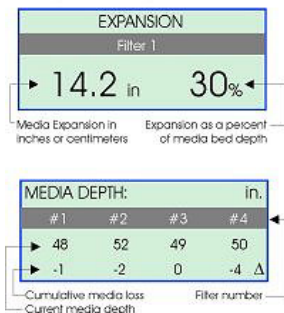 EXPANSION
Filter 1
14.2 in 30%
Media Expansion in
inches or centimeters
Expansion as a percent
of media bed depth
MEDIA DEPTH: in.
#1 #2 #3 #4
48 52 49 50
-1 -2 0 -4 Δ
Cumulative media loss
Filter number
Current media depth